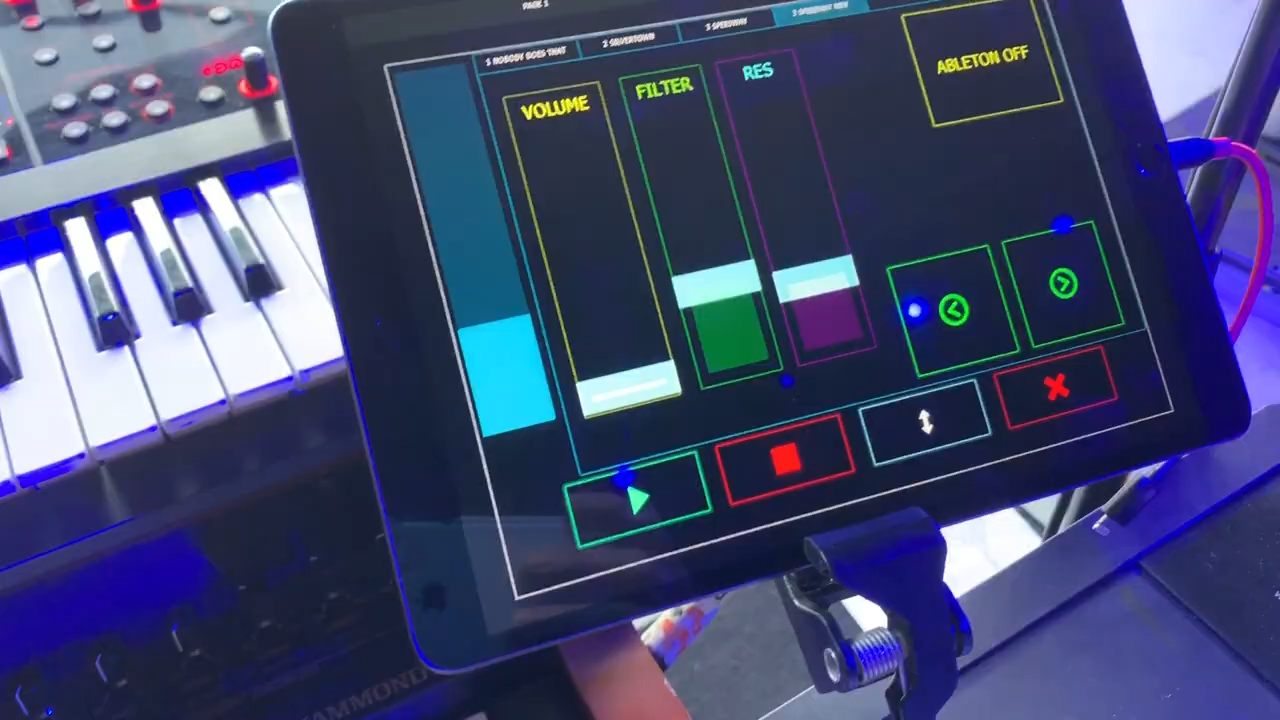 PAGE 1
1 NOBODY DOES THAT
2 SILVERTOWN
3 SPEEDWAY
VOLUME
FILTER
RES
ABLETON OFF
HAMMOND